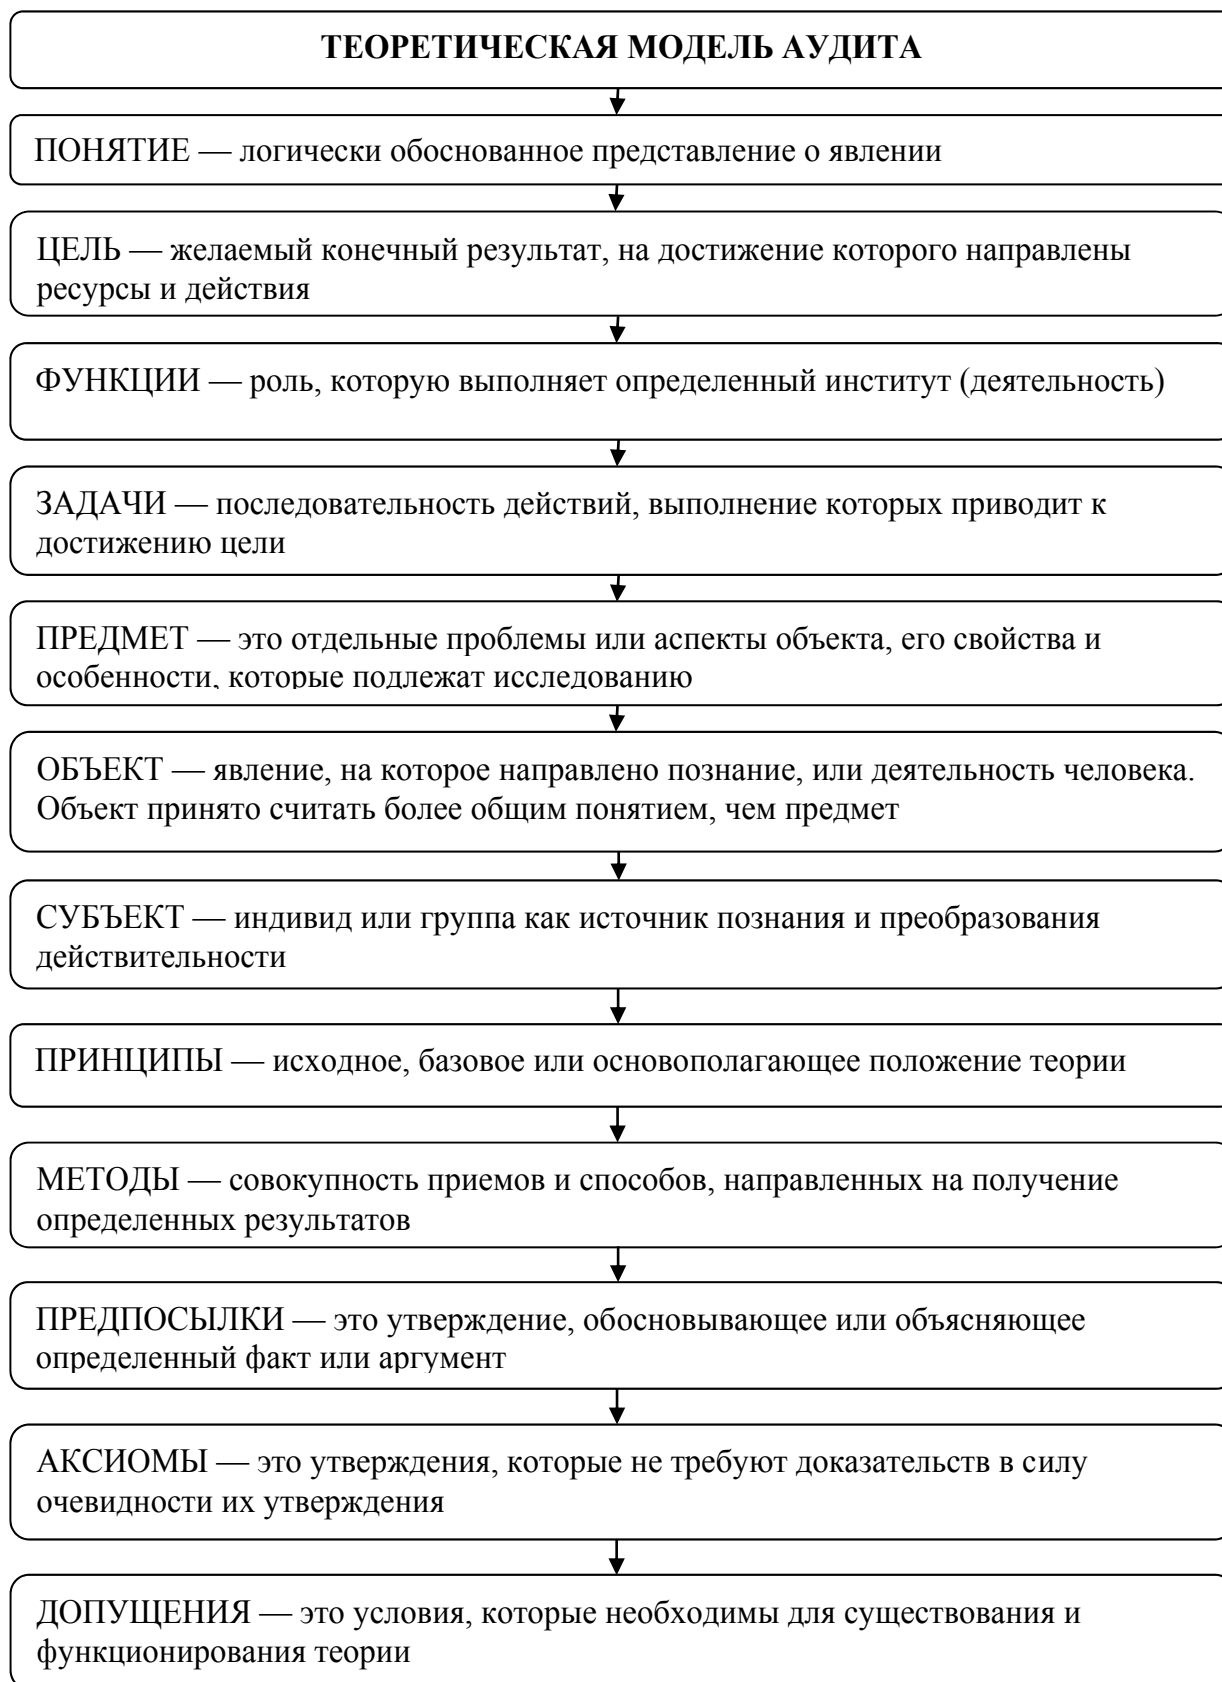 ТЕОРЕТИЧЕСКАЯ МОДЕЛЬ АУДИТА
ПОНЯТИЕ — логически обоснованное представление о явлении
ЦЕЛЬ — желаемый конечный результат, на достижение которого направлены
ресурсы и действия
ФУНКЦИИ — роль, которую выполняет определенный институт (деятельность)
ЗАДАЧИ — последовательность действий, выполнение которых приводит к
достижению цели
ПРЕДМЕТ — это отдельные проблемы или аспекты объекта, его свойства и
особенности, которые подлежат исследованию
ОБЪЕКТ — явление, на которое направлено познание, или деятельность человека.
Объект принято считать более общим понятием, чем предмет
СУБЪЕКТ — индивид или группа как источник познания и преобразования
действительности
ПРИНЦИПЫ — исходное, базовое или основополагающее положение теории
МЕТОДЫ — совокупность приемов и способов, направленных на получение
определенных результатов
ПРЕДПОСЫЛКИ — это утверждение, обосновывающее или объясняющее
определенный факт или аргумент
АКСИОМЫ — это утверждения, которые не требуют доказательств в силу
очевидности их утверждения
ДОПУЩЕНИЯ — это условия, которые необходимы для существования и
функционирования теории